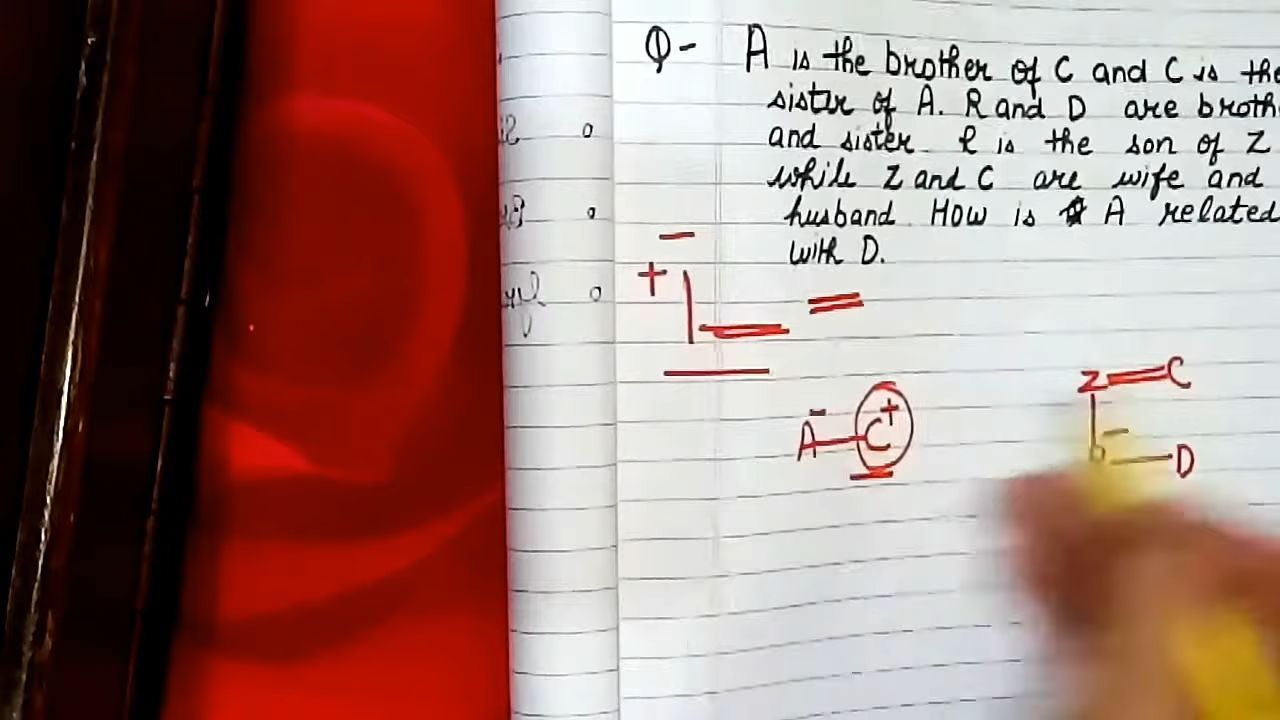 Q- A is the brother of C and C is the
sister of A. R and D are broth
and sister R is the son of Z
while Z and C are wife and
husband How is A related
with D.
-
+
=
- +
A-C
Z=C
-
D